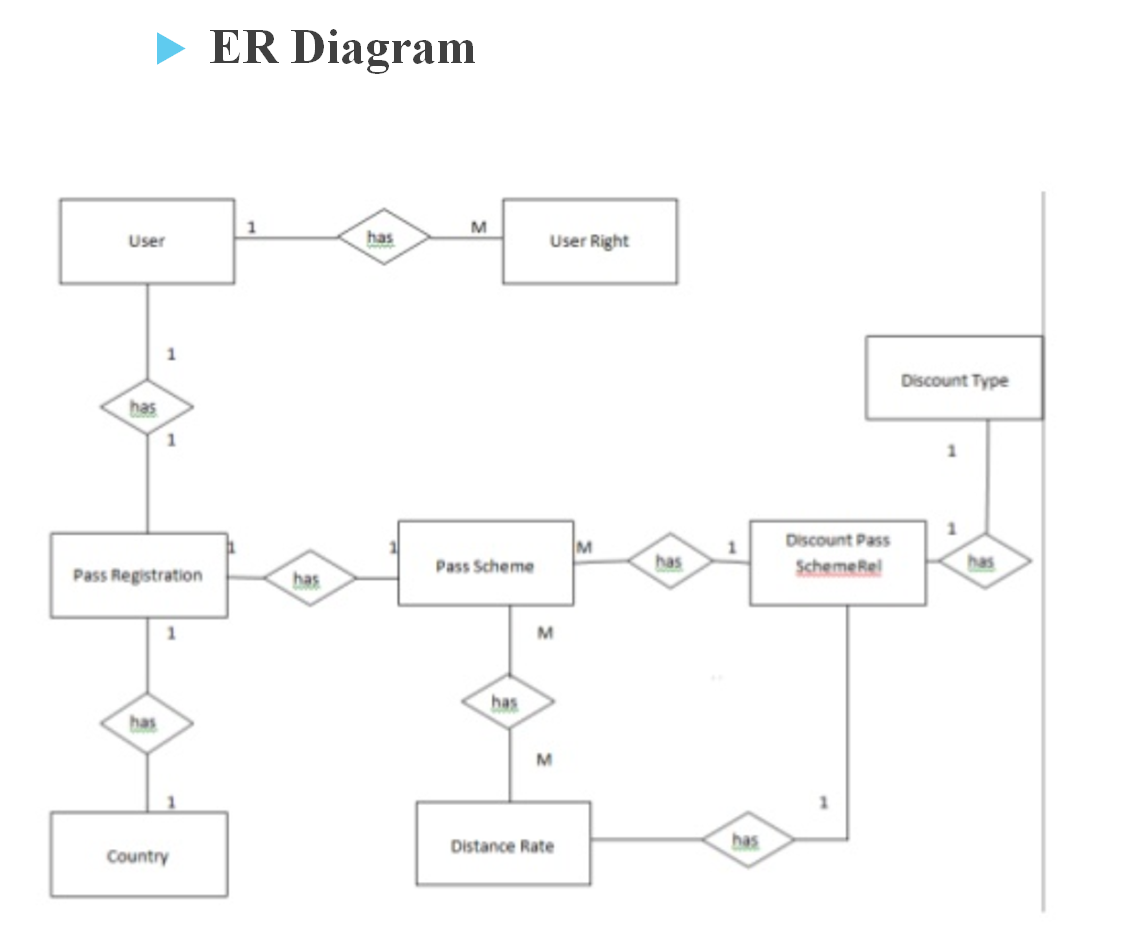 ER Diagram
User
1
has
M
User Right
1
has
1
Discount Type
1
Pass Registration
1
has
1
Pass Scheme
M
has
1
Discount Pass
SchemeRel
1
has
1
has
1
Country
M
has
M
Distance Rate
has
1